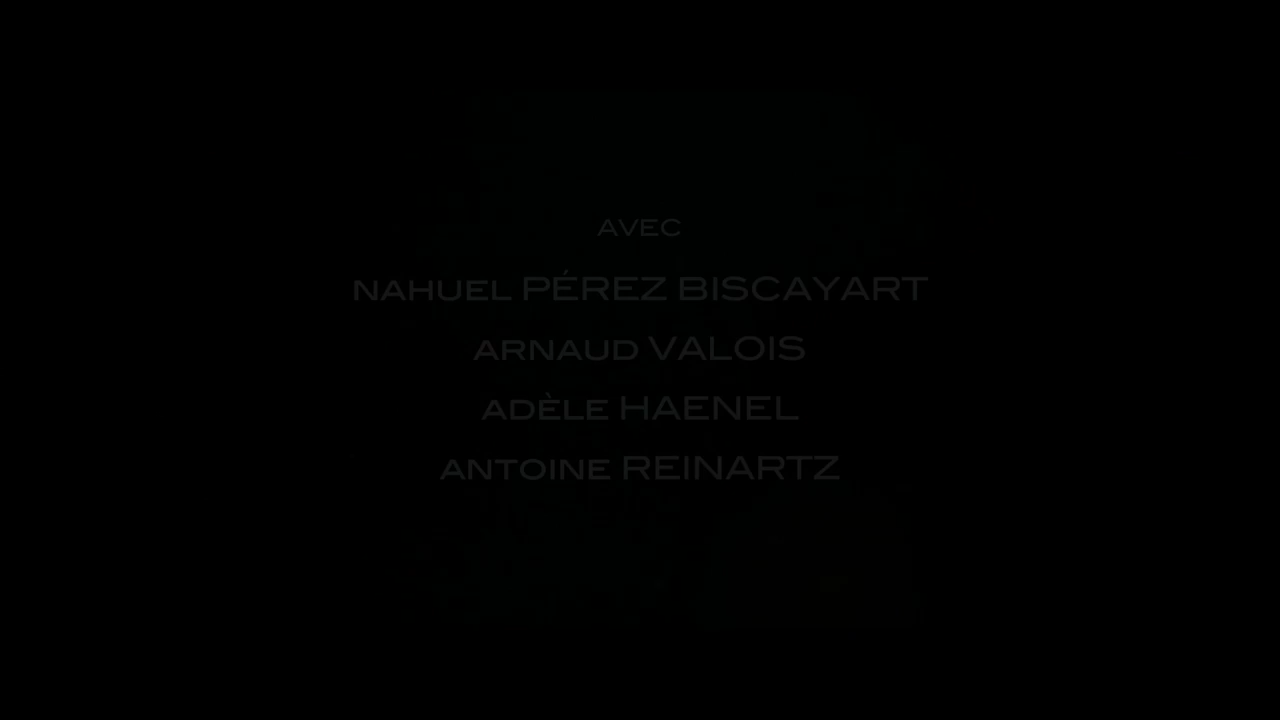 AVEC
NAHUEL PÉREZ BISCAYART
ARNAUD VALOIS
ADÈLE HAENEL
ANTOINE REINARTZ